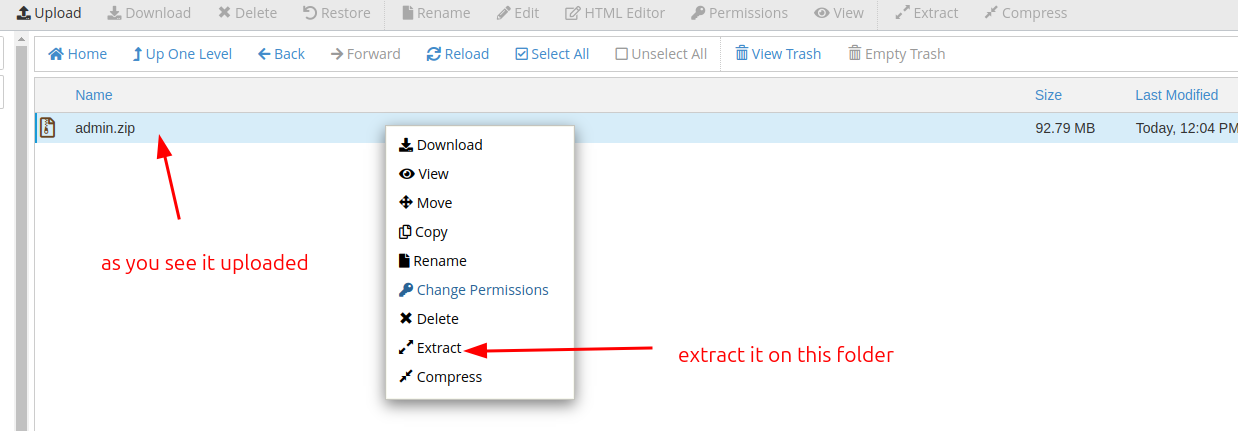 Upload Download Delete Restore Rename Edit HTML Editor Permissions View Extract Compress
Home Up One Level Back Forward Reload Select All Unselect All View Trash Empty Trash
Name Size Last Modified
admin.zip 92.79 MB Today, 12:04 PM
Download
View
Move
Copy
Rename
Change Permissions
Delete
Extract
Compress
as you see it uploaded
extract it on this folder